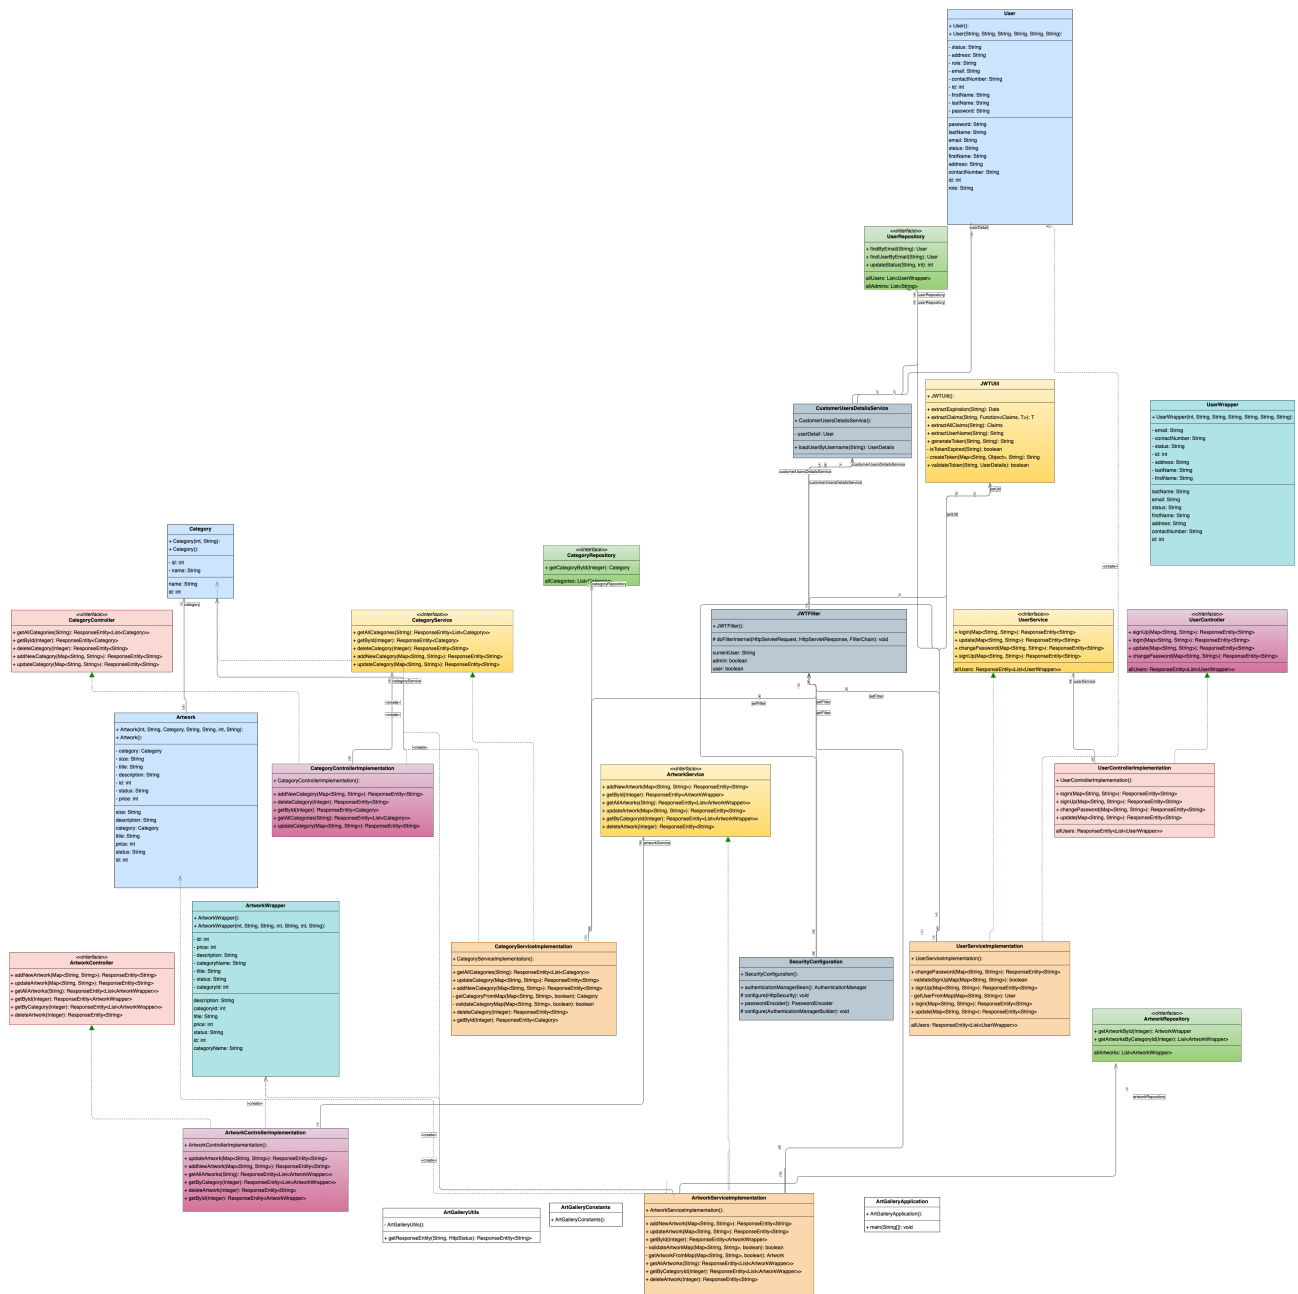 User
+ User():
+ User(String, String, String, String, String, String):
- status: String
- address: String
- role: String
- email: String
- contactNumber: String
- id: int
- firstName: String
- lastName: String
- password: String
password: String
lastName: String
email: String
status: String
firstName: String
address: String
contactNumber: String
id: int
role: String
userDetail
<<interface>>
UserRepository
+ findByEmail(String): User
+ findUserByEmail(String): User
+ updateStatus(String, int): int
allUsers: List<UserWrapper>
allAdmins: List<String>
userRepository
userRepository
JWTUtil
+ JWTUtil():
+ extractExpiration(String): Date
+ extractClaims(String, Function<Claims, T>): T
+ extractAllClaims(String): Claims
+ extractUserName(String): String
+ generateToken(String, String): String
- isTokenExpired(String): boolean
- createToken(Map<String, Object>, String): String
+ validateToken(String, UserDetails): boolean
jwtUtil
jwtUtil
CustomerUsersDetailsService
+ CustomerUsersDetailsService():
- userDetail: User
+ loadUserByUsername(String): UserDetails
customerUsersDetailsService
customerUsersDetailsService
customerUsersDetailsService
UserWrapper
+ UserWrapper(int, String, String, String, String, String, String):
- email: String
- contactNumber: String
- status: String
- id: int
- address: String
- lastName: String
- firstName: String
lastName: String
email: String
status: String
firstName: String
address: String
contactNumber: String
id: int
Category
+ Category(int, String):
+ Category():
- id: int
- name: String
name: String
id: int
category
<<interface>>
CategoryRepository
+ getCategoryById(Integer): Category
allCategories: List<Category>
categoryRepository
«create»
<<interface>>
CategoryController
+ getAllCategories(String): ResponseEntity<List<Category>>
+ getById(Integer): ResponseEntity<Category>
+ deleteCategory(Integer): ResponseEntity<String>
+ addNewCategory(Map<String, String>): ResponseEntity<String>
+ updateCategory(Map<String, String>): ResponseEntity<String>
<<interface>>
CategoryService
+ getAllCategories(String): ResponseEntity<List<Category>>
+ getById(Integer): ResponseEntity<Category>
+ deleteCategory(Integer): ResponseEntity<String>
+ addNewCategory(Map<String, String>): ResponseEntity<String>
+ updateCategory(Map<String, String>): ResponseEntity<String>
categoryService
«create»
«create»
«create»
JWTFilter
+ JWTFilter():
# doFilterInternal(HttpServletRequest, HttpServletResponse, FilterChain): void
currentUser: String
admin: boolean
user: boolean
jwtFilter
jwtFilter
jwtFilter
jwtFilter
<<interface>>
UserService
+ login(Map<String, String>): ResponseEntity<String>
+ update(Map<String, String>): ResponseEntity<String>
+ changePassword(Map<String, String>): ResponseEntity<String>
+ signUp(Map<String, String>): ResponseEntity<String>
allUsers: ResponseEntity<List<UserWrapper>>
userService
<<interface>>
UserController
+ signUp(Map<String, String>): ResponseEntity<String>
+ login(Map<String, String>): ResponseEntity<String>
+ update(Map<String, String>): ResponseEntity<String>
+ changePassword(Map<String, String>): ResponseEntity<String>
allUsers: ResponseEntity<List<UserWrapper>>
Artwork
+ Artwork(int, String, Category, String, String, int, String):
+ Artwork():
- category: Category
- size: String
- title: String
- description: String
- id: int
- status: String
- price: int
size: String
description: String
category: Category
title: String
price: int
status: String
id: int
CategoryControllerImplementation
+ CategoryControllerImplementation():
+ addNewCategory(Map<String, String>): ResponseEntity<String>
+ deleteCategory(Integer): ResponseEntity<String>
+ getById(Integer): ResponseEntity<Category>
+ getAllCategories(String): ResponseEntity<List<Category>>
+ updateCategory(Map<String, String>): ResponseEntity<String>
<<interface>>
ArtworkService
+ addNewArtwork(Map<String, String>): ResponseEntity<String>
+ getById(Integer): ResponseEntity<ArtworkWrapper>
+ getAllArtworks(String): ResponseEntity<List<ArtworkWrapper>>
+ updateArtwork(Map<String, String>): ResponseEntity<String>
+ getByCategoryId(Integer): ResponseEntity<List<ArtworkWrapper>>
+ deleteArtwork(Integer): ResponseEntity<String>
artworkService
UserControllerImplementation
+ UserControllerImplementation():
+ login(Map<String, String>): ResponseEntity<String>
+ signUp(Map<String, String>): ResponseEntity<String>
+ changePassword(Map<String, String>): ResponseEntity<String>
+ update(Map<String, String>): ResponseEntity<String>
allUsers: ResponseEntity<List<UserWrapper>>
ArtworkWrapper
+ ArtworkWrapper():
+ ArtworkWrapper(int, String, String, int, String, int, String):
- id: int
- price: int
- description: String
- categoryName: String
- title: String
- status: String
- categoryId: int
description: String
categoryId: int
title: String
price: int
status: String
id: int
categoryName: String
<<interface>>
ArtworkController
+ addNewArtwork(Map<String, String>): ResponseEntity<String>
+ updateArtwork(Map<String, String>): ResponseEntity<String>
+ getAllArtworks(String): ResponseEntity<List<ArtworkWrapper>>
+ getById(Integer): ResponseEntity<ArtworkWrapper>
+ getByCategory(Integer): ResponseEntity<List<ArtworkWrapper>>
+ deleteArtwork(Integer): ResponseEntity<String>
CategoryServiceImplementation
+ CategoryServiceImplementation():
+ getAllCategories(String): ResponseEntity<List<Category>>
+ updateCategory(Map<String, String>): ResponseEntity<String>
+ addNewCategory(Map<String, String>): ResponseEntity<String>
- getCategoryFromMap(Map<String, String>, boolean): Category
- validateCategoryMap(Map<String, String>, boolean): boolean
+ deleteCategory(Integer): ResponseEntity<String>
+ getById(Integer): ResponseEntity<Category>
SecurityConfiguration
+ SecurityConfiguration():
+ authenticationManagerBean(): AuthenticationManager
# configure(HttpSecurity): void
+ passwordEncoder(): PasswordEncoder
# configure(AuthenticationManagerBuilder): void
UserServiceImplementation
+ UserServiceImplementation():
+ changePassword(Map<String, String>): ResponseEntity<String>
- validateSignUpMap(Map<String, String>): boolean
+ signUp(Map<String, String>): ResponseEntity<String>
- getUserFromMap(Map<String, String>): User
+ login(Map<String, String>): ResponseEntity<String>
+ update(Map<String, String>): ResponseEntity<String>
allUsers: ResponseEntity<List<UserWrapper>>
<<interface>>
ArtworkRepository
+ getArtworkById(Integer): ArtworkWrapper
+ getArtworksByCategoryId(Integer): List<ArtworkWrapper>
allArtworks: List<ArtworkWrapper>
artworkRepository
«create»
«create»
«create»
ArtworkControllerImplementation
+ ArtworkControllerImplementation():
+ updateArtwork(Map<String, String>): ResponseEntity<String>
+ addNewArtwork(Map<String, String>): ResponseEntity<String>
+ getAllArtworks(String): ResponseEntity<List<ArtworkWrapper>>
+ getByCategory(Integer): ResponseEntity<List<ArtworkWrapper>>
+ deleteArtwork(Integer): ResponseEntity<String>
+ getById(Integer): ResponseEntity<ArtworkWrapper>
ArtGalleryUtils
- ArtGalleryUtils():
+ getResponseEntity(String, HttpStatus): ResponseEntity<String>
ArtGalleryConstants
+ ArtGalleryConstants():
ArtworkServiceImplementation
+ ArtworkServiceImplementation():
+ addNewArtwork(Map<String, String>): ResponseEntity<String>
+ updateArtwork(Map<String, String>): ResponseEntity<String>
+ getById(Integer): ResponseEntity<ArtworkWrapper>
- validateArtworkMap(Map<String, String>, boolean): boolean
- getArtworkFromMap(Map<String, String>, boolean): Artwork
+ getAllArtworks(String): ResponseEntity<List<ArtworkWrapper>>
+ getByCategoryId(Integer): ResponseEntity<List<ArtworkWrapper>>
+ deleteArtwork(Integer): ResponseEntity<String>
ArtGalleryApplication
+ ArtGalleryApplication():
+ main(String[]): void